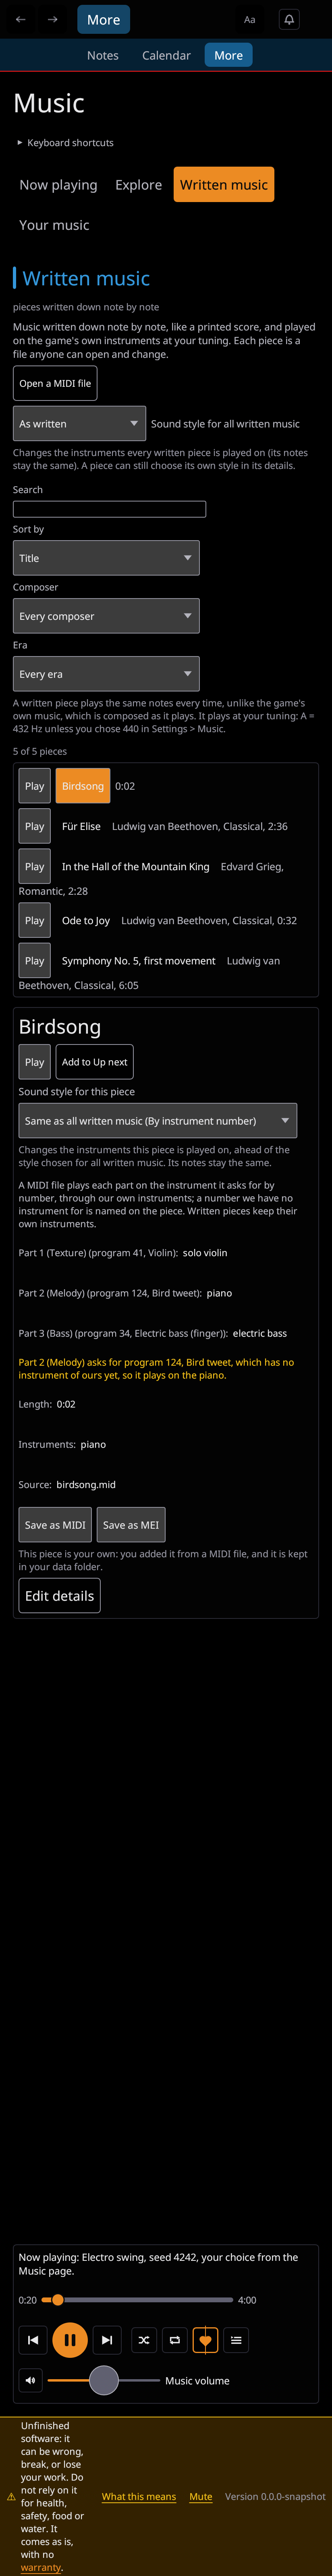 More
Aa
Notes
Calendar
More
Music
Keyboard shortcuts
Now playing
Explore
Written music
Your music
Written music
pieces written down note by note
Music written down note by note, like a printed score, and played
on the game's own instruments at your tuning. Each piece is a
file anyone can open and change.
Open a MIDI file
As written
Sound style for all written music
Changes the instruments every written piece is played on (its notes
stay the same). A piece can still choose its own style in its details.
Search
Sort by
Title
Composer
Every composer
Era
Every era
A written piece plays the same notes every time, unlike the game's
own music, which is composed as it plays. It plays at your tuning: A =
432 Hz unless you chose 440 in Settings > Music.
5 of 5 pieces
Play Birdsong 0:02
Play Für Elise Ludwig van Beethoven, Classical, 2:36
Play In the Hall of the Mountain King Edvard Grieg,
Romantic, 2:28
Play Ode to Joy Ludwig van Beethoven, Classical, 0:32
Play Symphony No. 5, first movement Ludwig van
Beethoven, Classical, 6:05
Birdsong
Play Add to Up next
Sound style for this piece
Same as all written music (By instrument number)
Changes the instruments this piece is played on, ahead of the
style chosen for all written music. Its notes stay the same.
A MIDI file plays each part on the instrument it asks for by
number, through our own instruments; a number we have no
instrument for is named on the piece. Written pieces keep their
own instruments.
Part 1 (Texture) (program 41, Violin): solo violin
Part 2 (Melody) (program 124, Bird tweet): piano
Part 3 (Bass) (program 34, Electric bass (finger)): electric bass
Part 2 (Melody) asks for program 124, Bird tweet, which has no
instrument of ours yet, so it plays on the piano.
Length: 0:02
Instruments: piano
Source: birdsong.mid
Save as MIDI Save as MEI
This piece is your own: you added it from a MIDI file, and it is kept
in your data folder.
Edit details
Now playing: Electro swing, seed 4242, your choice from the
Music page.
0:20
4:00
Music volume
Unfinished
software: it
can be wrong,
break, or lose
your work. Do
not rely on it
for health,
safety, food or
water. It
comes as is,
with no
warranty.
What this means
Mute
Version 0.0.0-snapshot